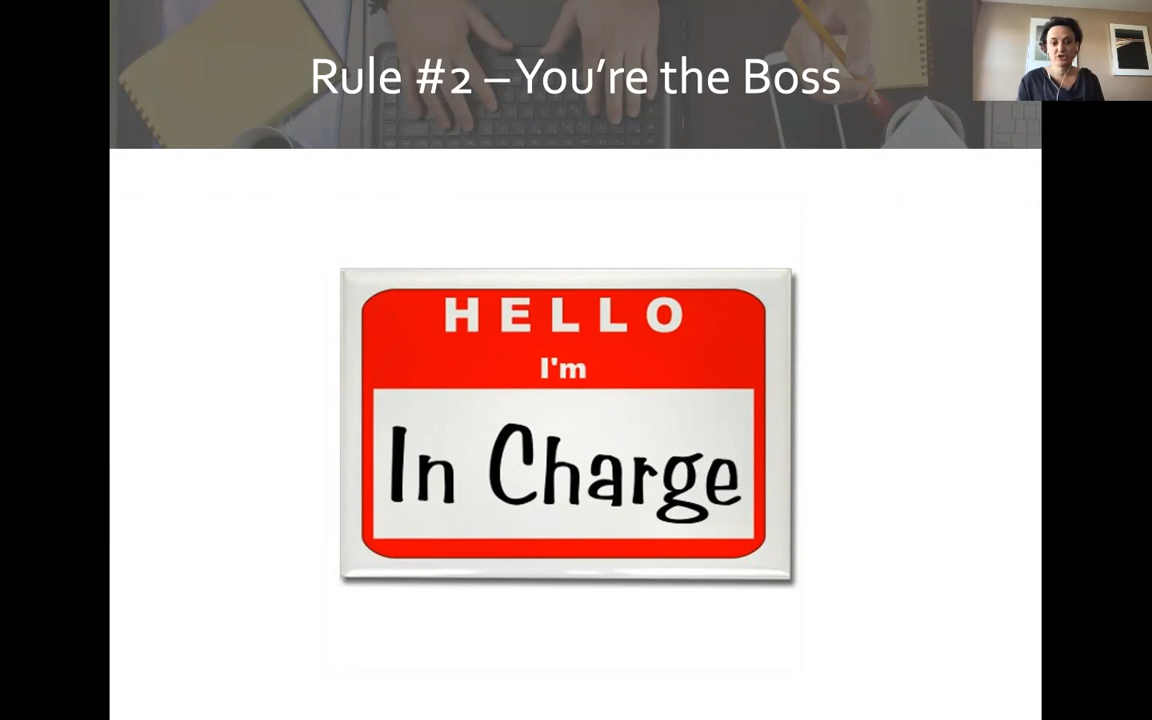 Rule #2 – You’re the Boss
HELLO
I'm
In Charge